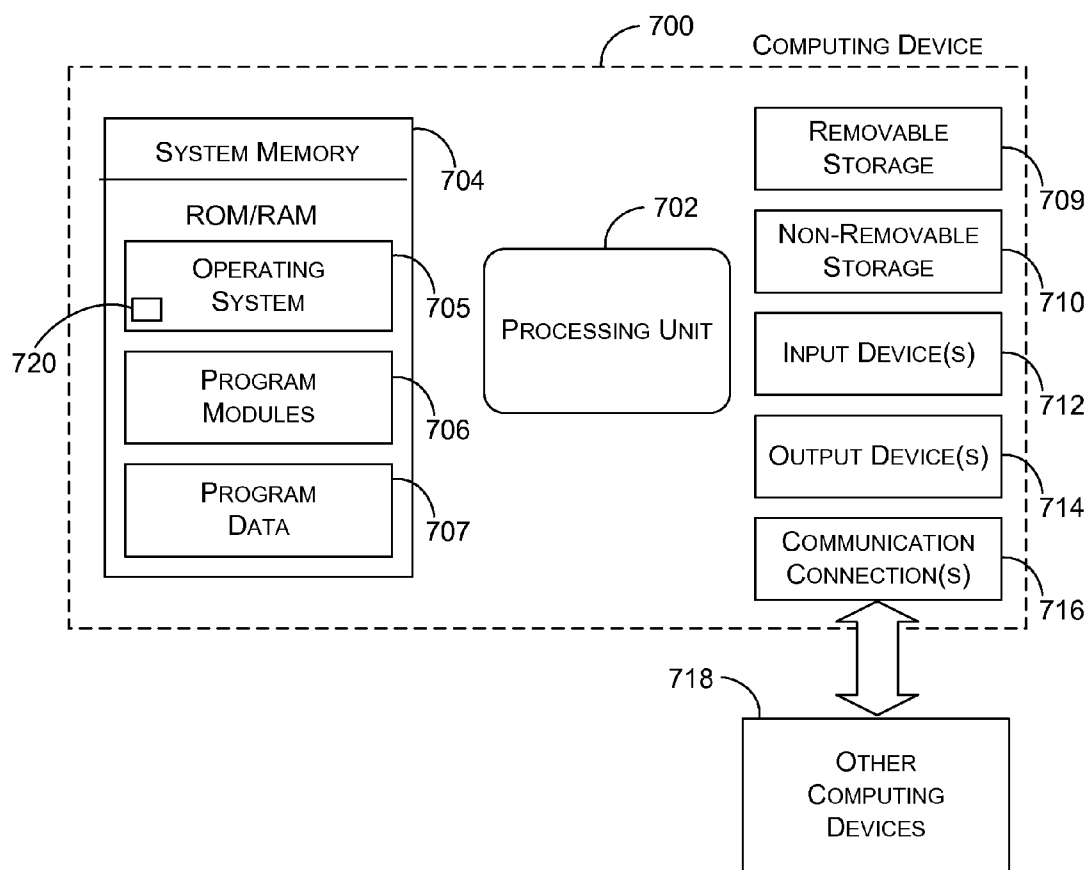 700
COMPUTING DEVICE
SYSTEM MEMORY
704
ROM/RAM
OPERATING
SYSTEM
705
720
PROGRAM
MODULES
706
PROGRAM
DATA
707
702
PROCESSING UNIT
REMOVABLE
STORAGE
709
NON-REMOVABLE
STORAGE
710
INPUT DEVICE(S)
712
OUTPUT DEVICE(S)
714
COMMUNICATION
CONNECTION(S)
716
718
OTHER
COMPUTING
DEVICES